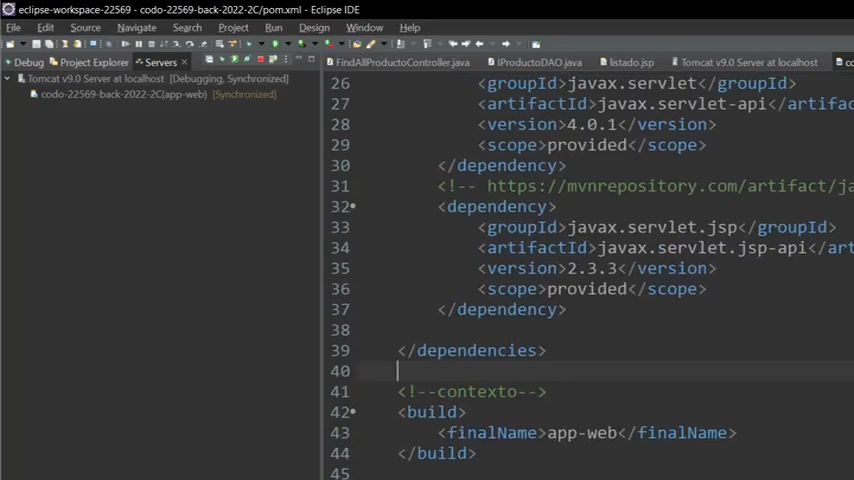 eclipse-workspace-22569 - codo-22569-back-2022-2C/pom.xml - Eclipse IDE
File Edit Source Navigate Search Project Run Design Window Help
Debug Project Explorer Servers
FindAllProductoController.java IProductoDAO.java listado.jsp Tomcat v9.0 Server at localhost co
Tomcat v9.0 Server at localhost [Debugging, Synchronized]
codo-22569-back-2022-2C(app-web) [Synchronized]
26 <groupId>javax.servlet</groupId>
27 <artifactId>javax.servlet-api</artifac
28 <version>4.0.1</version>
29 <scope>provided</scope>
30 </dependency>
31 <!-- https://mvnrepository.com/artifact/ja
32 <dependency>
33 <groupId>javax.servlet.jsp</groupId>
34 <artifactId>javax.servlet.jsp-api</art
35 <version>2.3.3</version>
36 <scope>provided</scope>
37 </dependency>
38
39 </dependencies>
40
41 <!--contexto-->
42 <build>
43 <finalName>app-web</finalName>
44 </build>
45